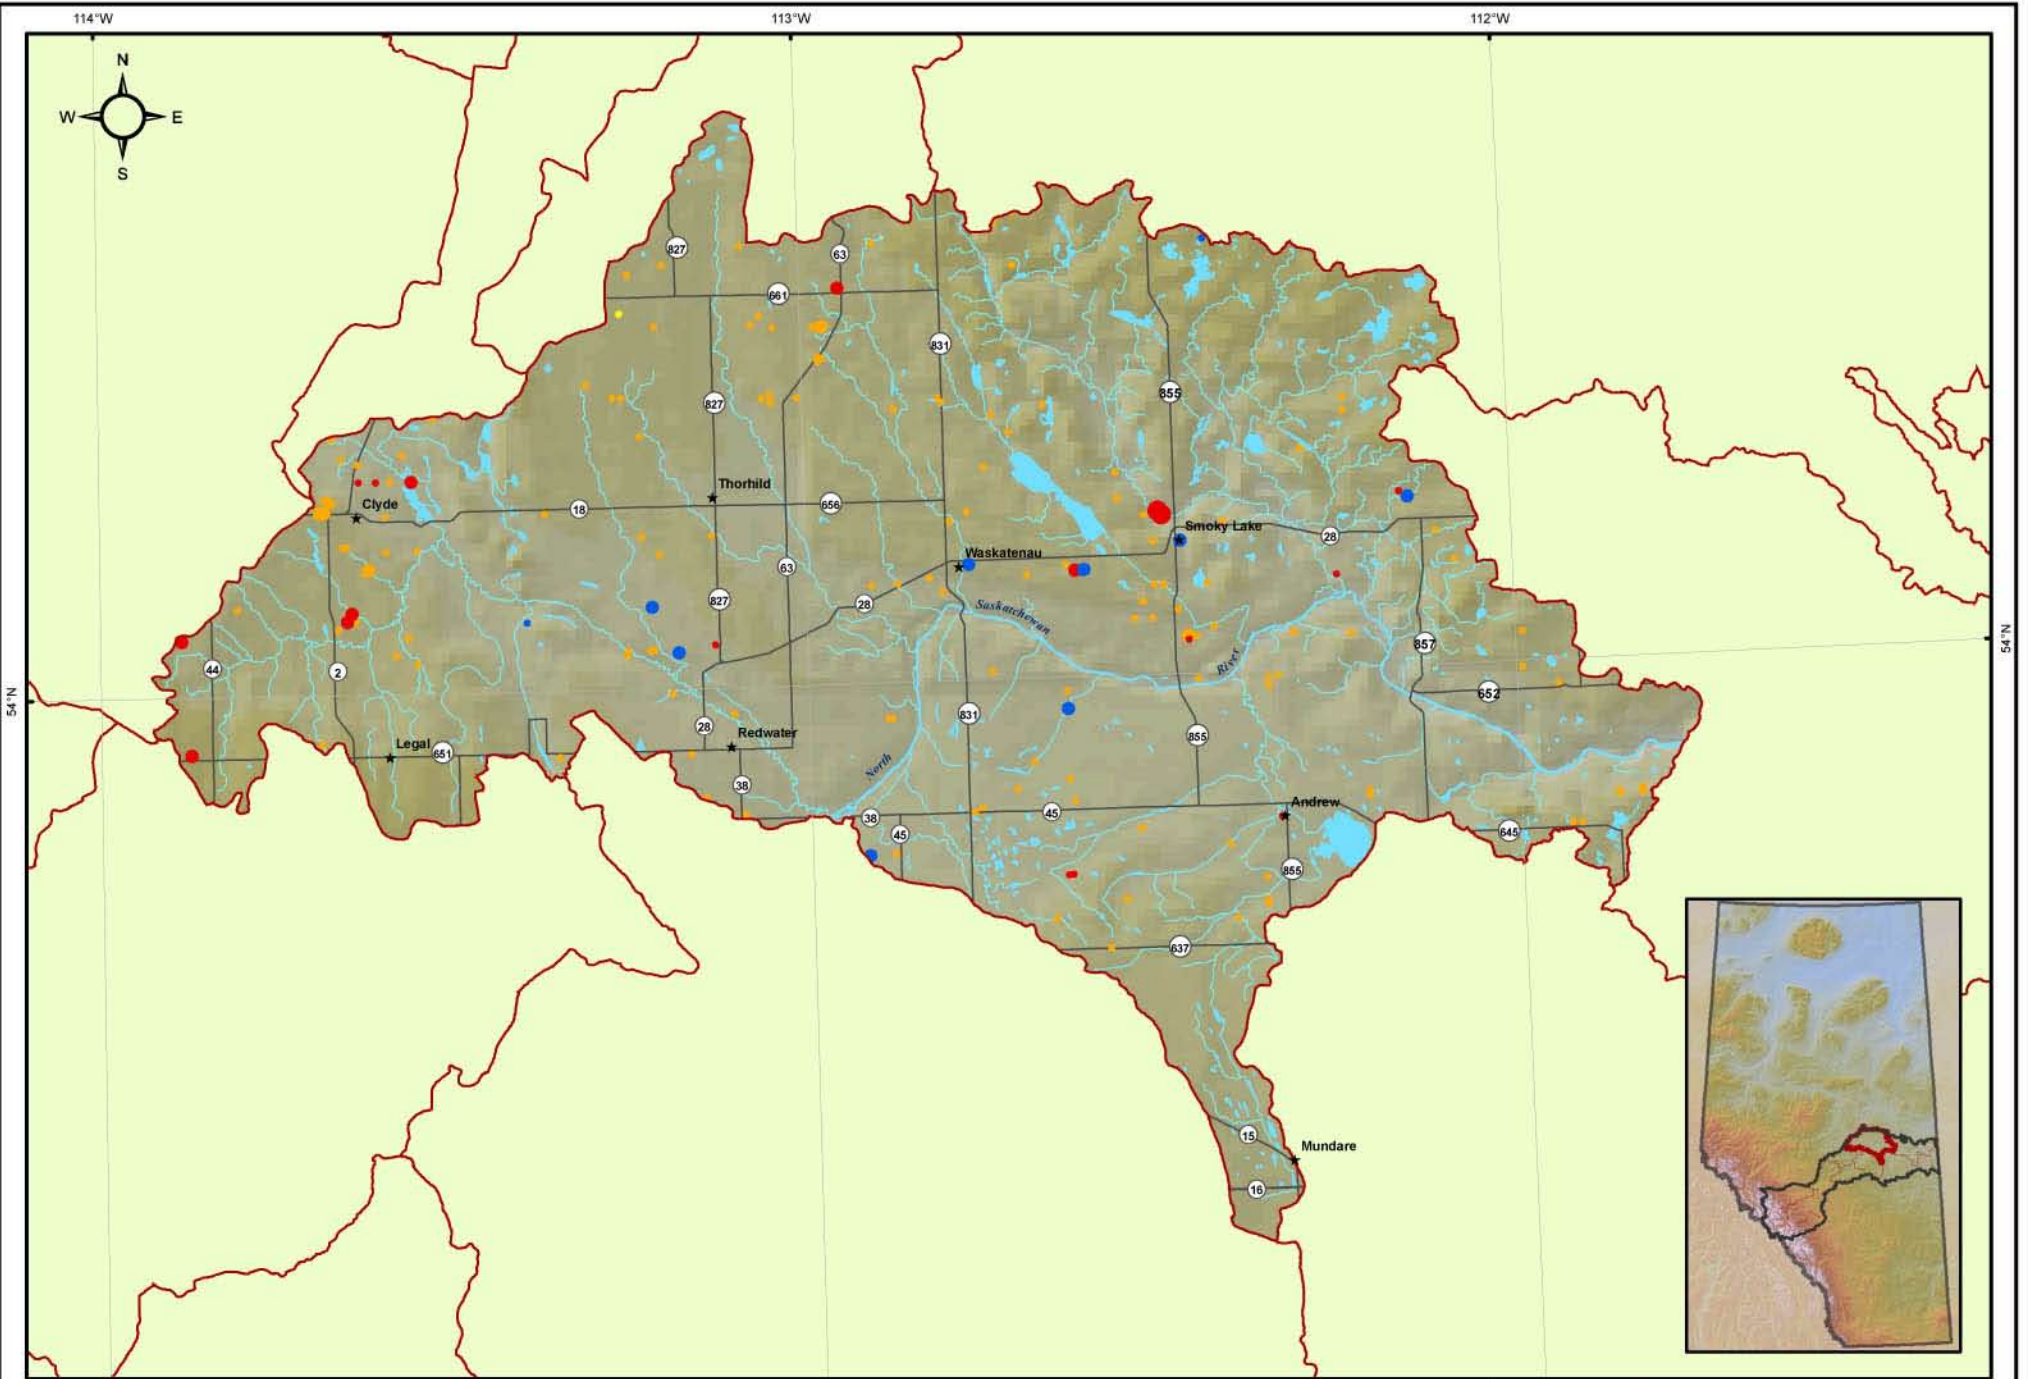 114°W
113°W
112°W
N
W
E
S
827
63
661
831
855
827
Thorhild
Clyde
18
656
Smoky Lake
28
Waskatenau
63
827
28
Saskatchewan
44
2
River
857
652
54°N
54°N
28
831
855
Redwater
Legal
651
North
38
38
45
45
Andrew
645
855
637
15
Mundare
16